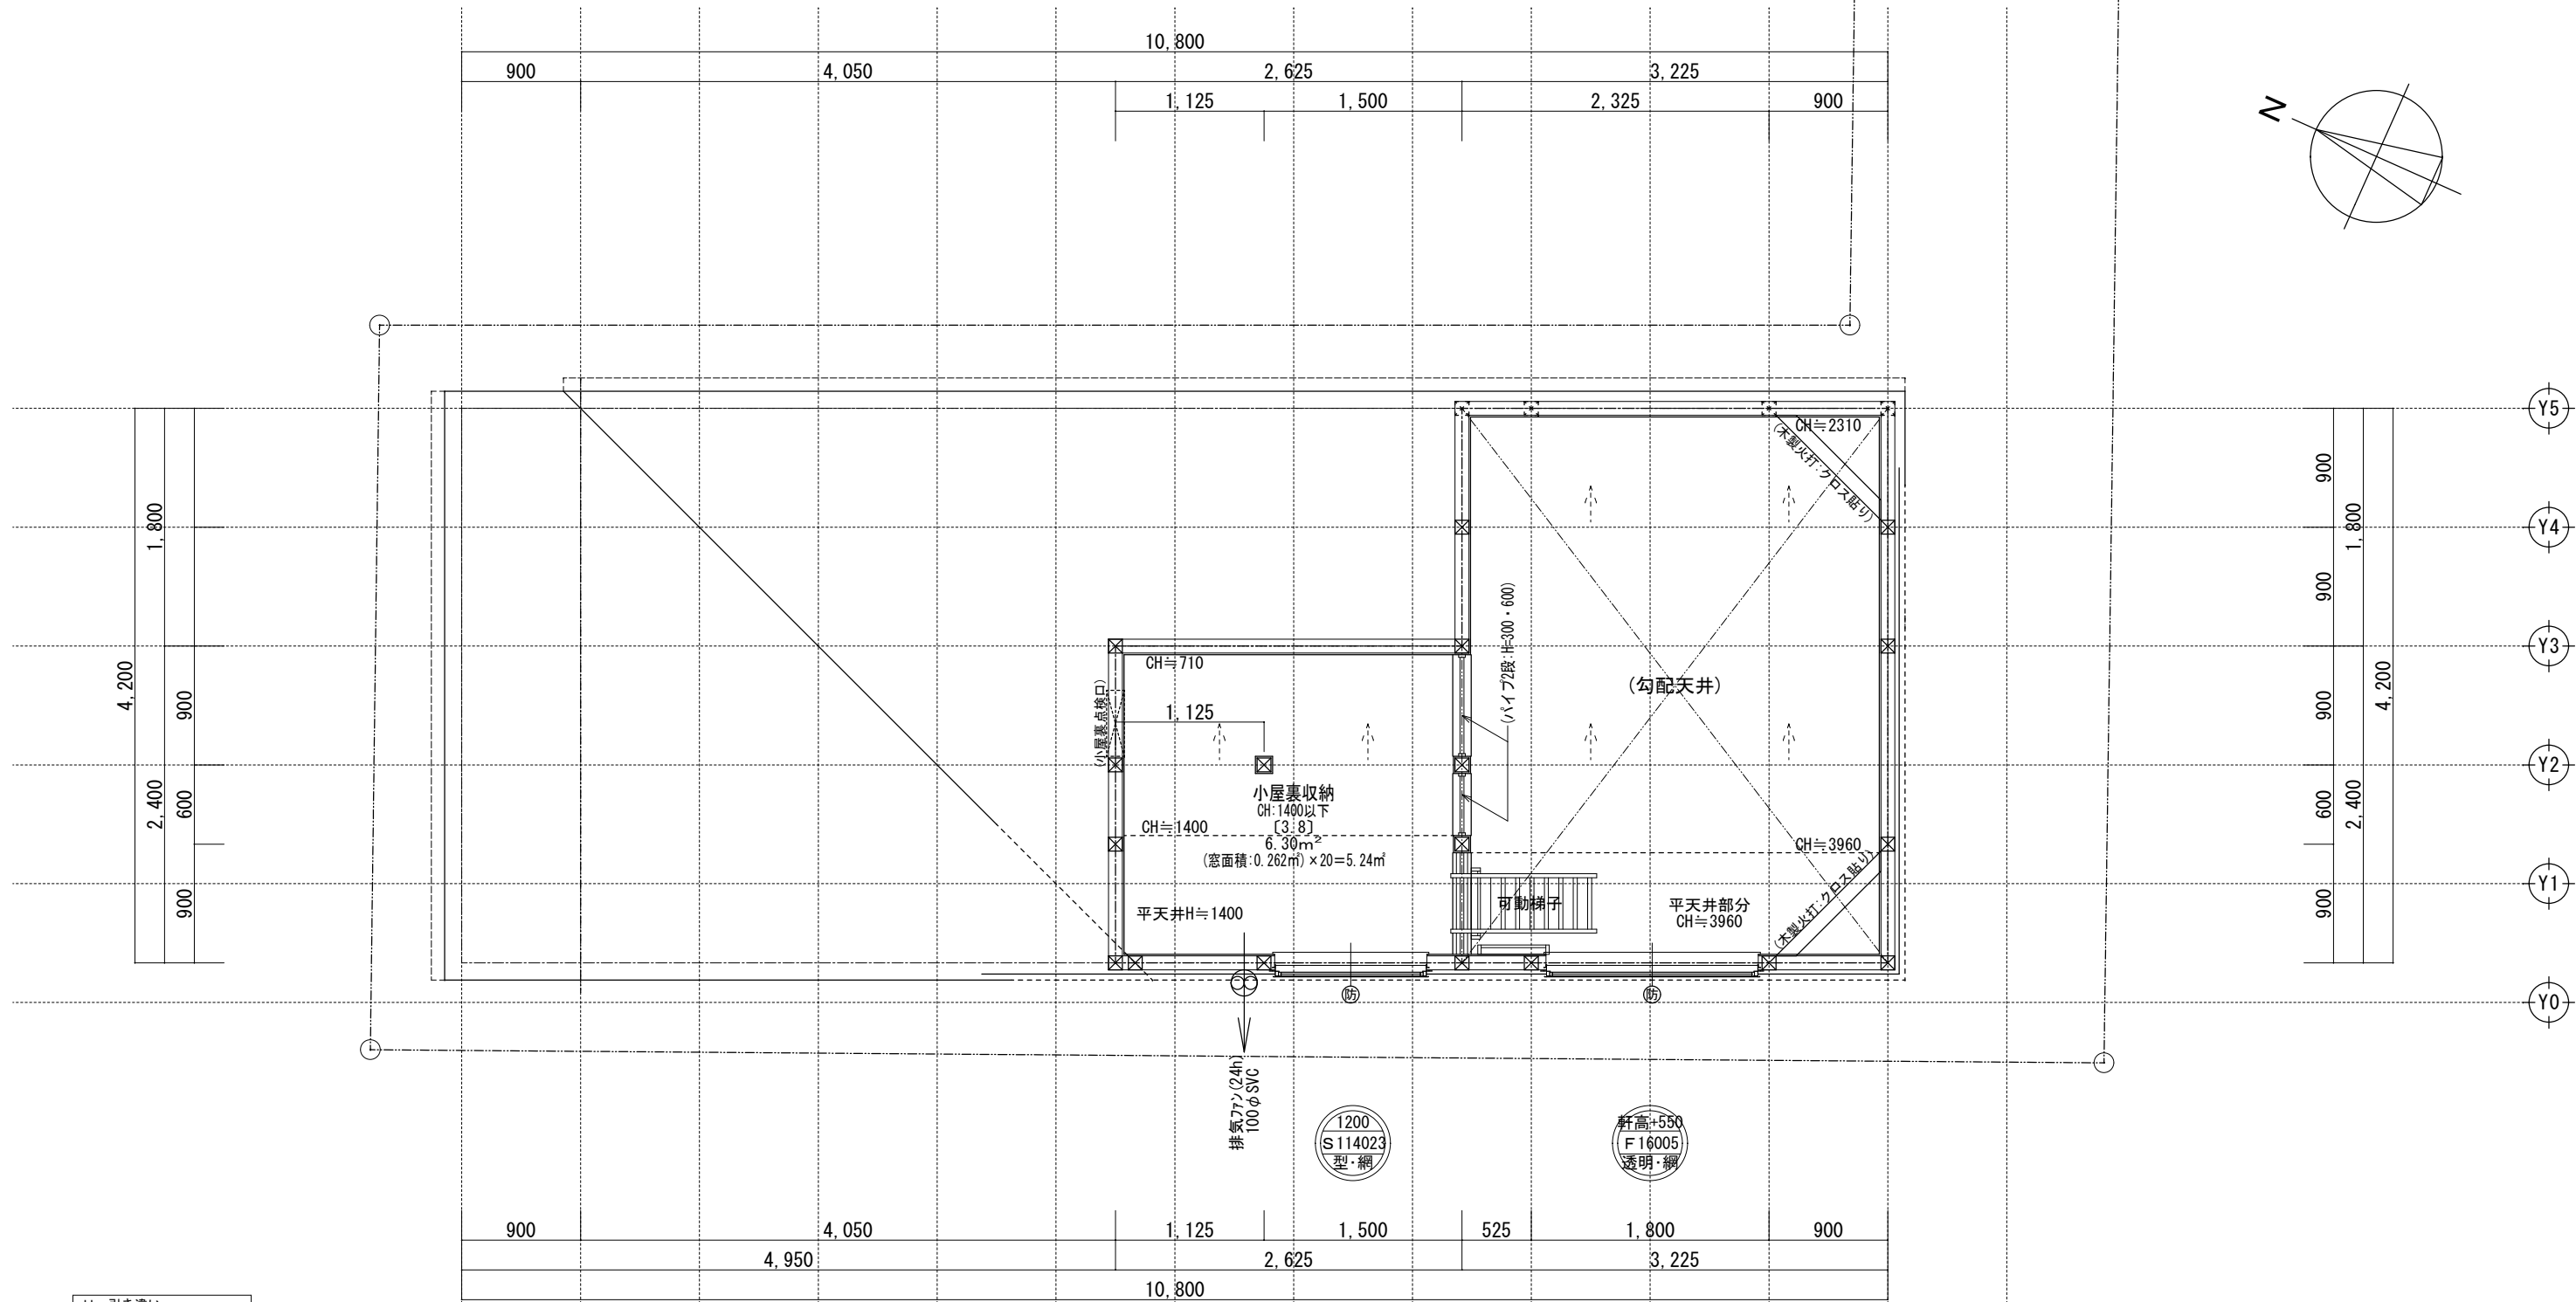 10,800
900
4,050
2,625
3,225
1,125
1,500
2,325
900
N
Y5
Y4
Y3
Y2
Y1
Y0
1,800
4,200
900
2,400
600
900
900
1,800
900
4,200
900
600
2,400
900
CH≒2310
(木製火打:クロス貼り)
(パイプ2段:H=300・600)
(勾配天井)
CH≒710
(小屋裏点検口)
1,125
小屋裏収納
CH:1400以下
[3.8]
6.30m²
(窓面積:0.262㎡)×20=5.24㎡
CH≒1400
平天井H≒1400
CH≒3960
可動梯子
平天井部分
CH≒3960
(木製火打:クロス貼り)
防
防
排気ファン(24h)
100φSVC
1200
S114023
型・網
軒高+550
F16005
透明・網
900
4,050
1,125
1,500
525
1,800
900
4,950
2,625
3,225
10,800